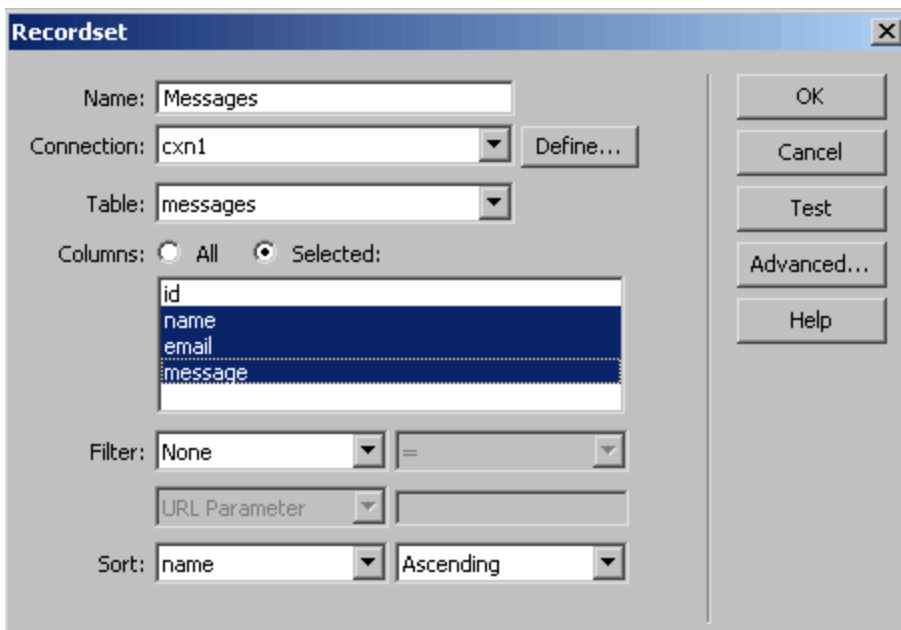 Recordset
Name: Messages
OK
Connection: cxn1 Define...
Cancel
Table: messages
Test
Columns: All Selected:
Advanced...
id
name
email
message
Help
Filter: None =
URL Parameter
Sort: name Ascending